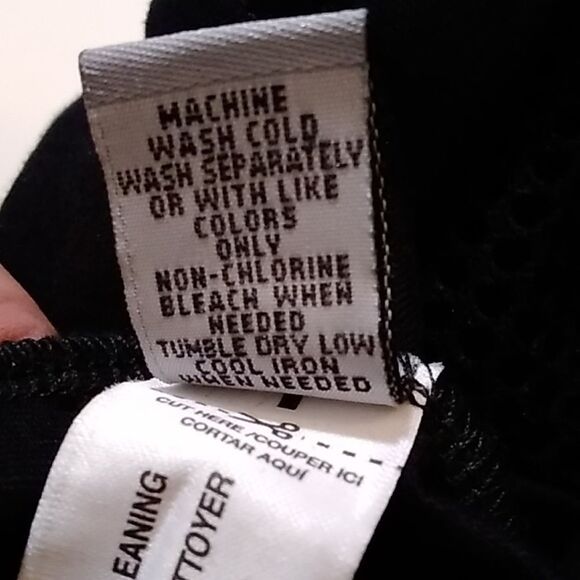 MACHINE
WASH COLD
WASH SEPARATELY
OR WITH LIKE
COLORS
ONLY
NON-CHLORINE
BLEACH WHEN
NEEDED
TUMBLE DRY LOW
COOL IRON
WHEN NEEDED
CUT HERE/COUPER ICI
CORTAR AQUÍ
EANING
TTOYER